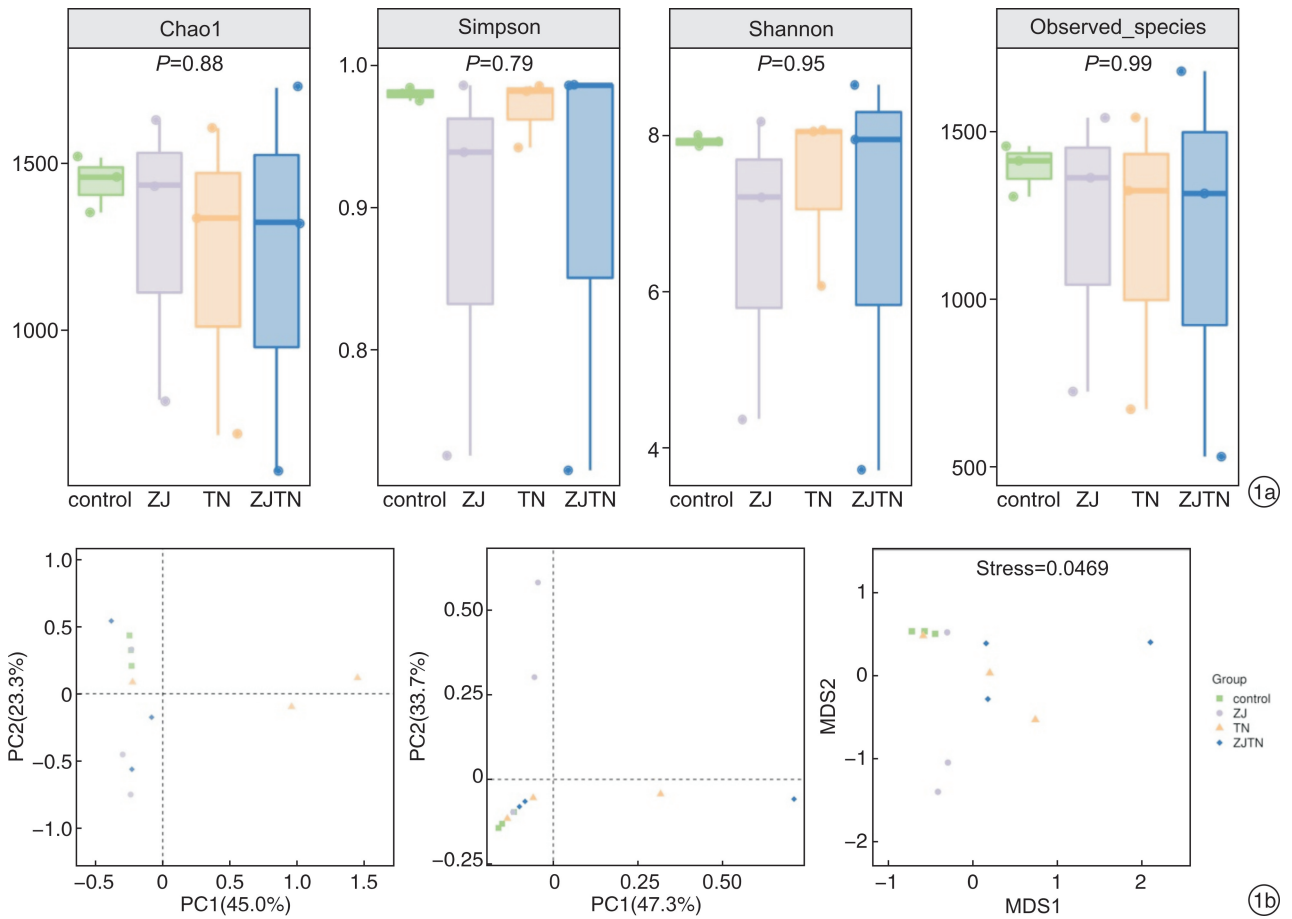 Chao1
Simpson
Shannon
Observed_species
P=0.88
P=0.79
P=0.95
P=0.99
1500
1000
1.0
0.9
0.8
8
6
4
1500
1000
500
control ZJ TN ZJTN
control ZJ TN ZJTN
control ZJ TN ZJTN
control ZJ TN ZJTN
1a
1.0
0.5
0
−0.5
−1.0
PC2(23.3%)
−0.5 0 0.5 1.0 1.5
PC1(45.0%)
0.50
0.25
0
−0.25
PC2(33.7%)
0 0.25 0.50
PC1(47.3%)
Stress=0.0469
1
0
−1
−2
MDS2
−1 0 1 2
MDS1
Group
control
ZJ
TN
ZJTN
1b